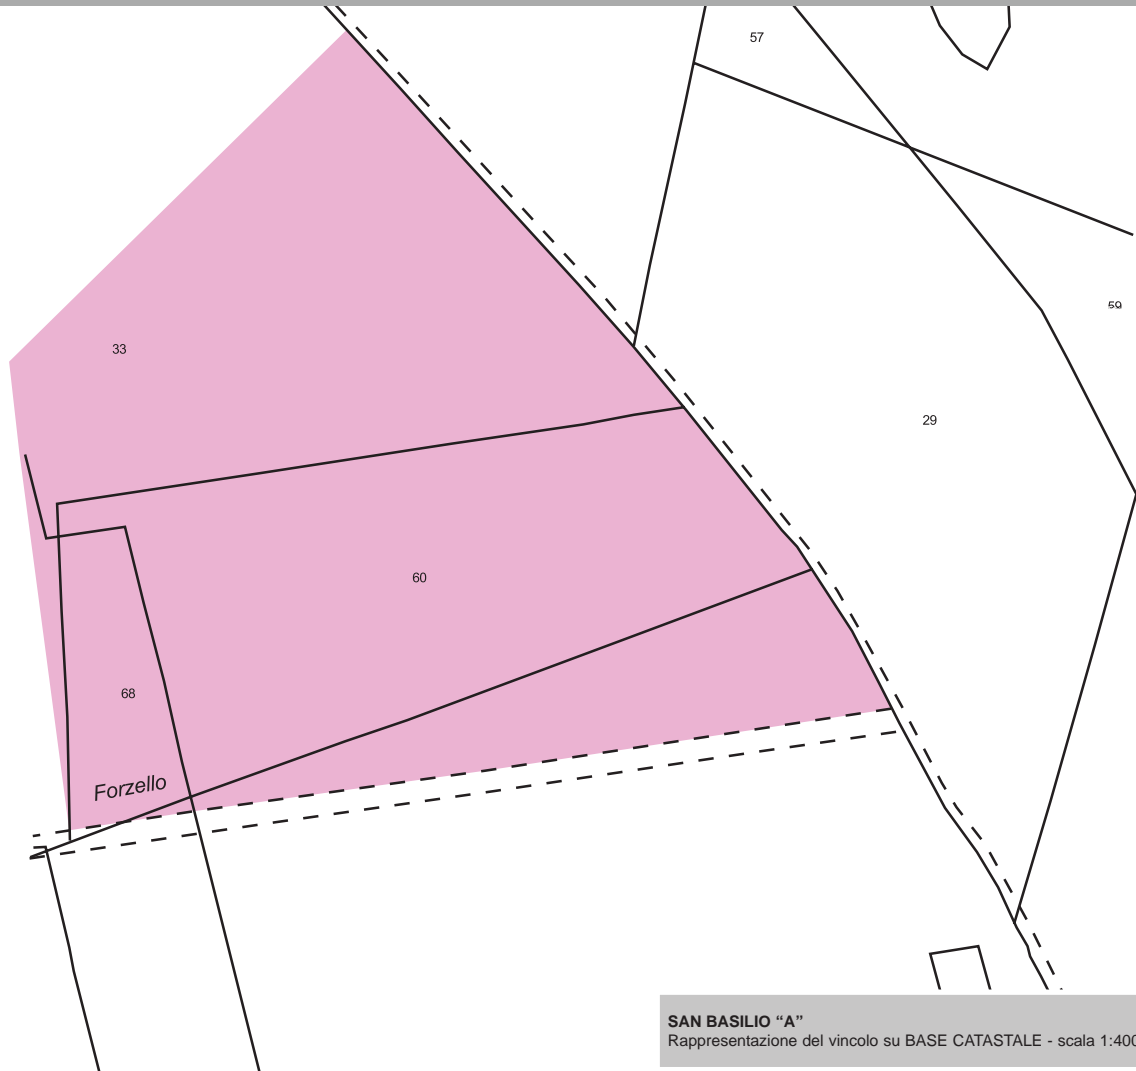 57
59
33
29
60
68
Forzello
SAN BASILIO “A”
Rappresentazione del vincolo su BASE CATASTALE - scala 1:400